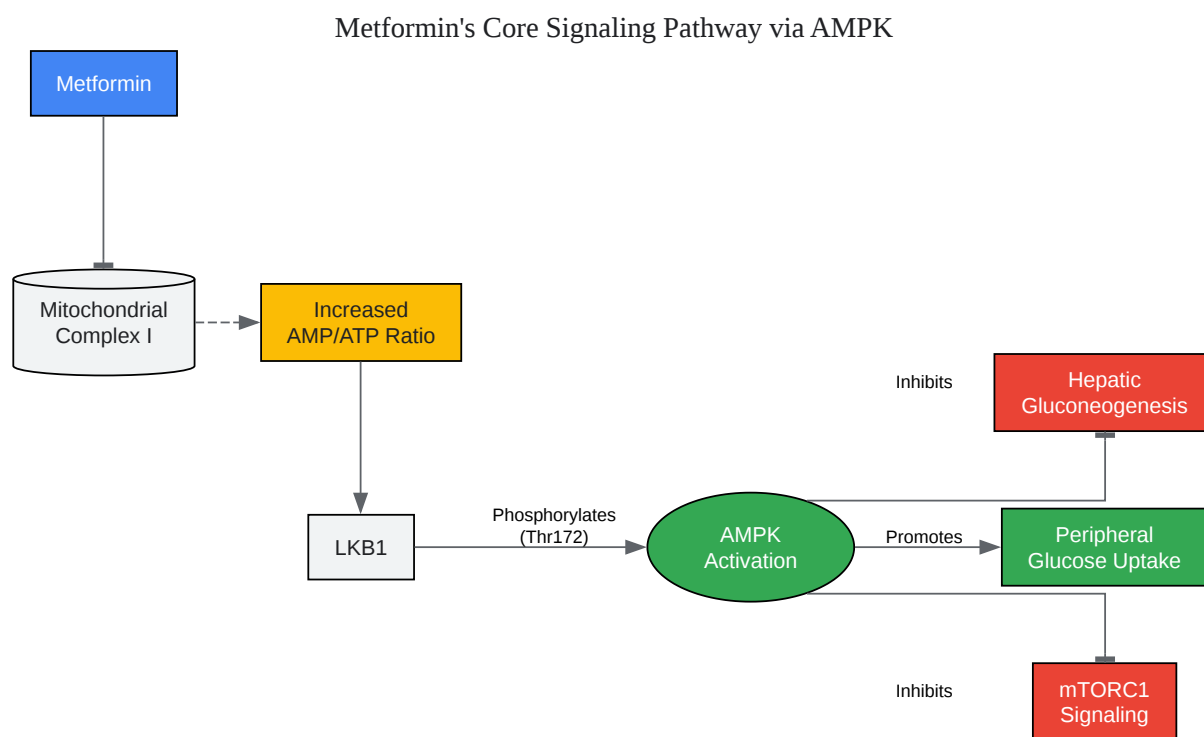 Metformin's Core Signaling Pathway via AMPK
Metformin
Mitochondrial
Complex I
Increased
AMP/ATP Ratio
LKB1
Phosphorylates
(Thr172)
AMPK
Activation
Inhibits
Hepatic
Gluconeogenesis
Promotes
Peripheral
Glucose Uptake
Inhibits
mTORC1
Signaling